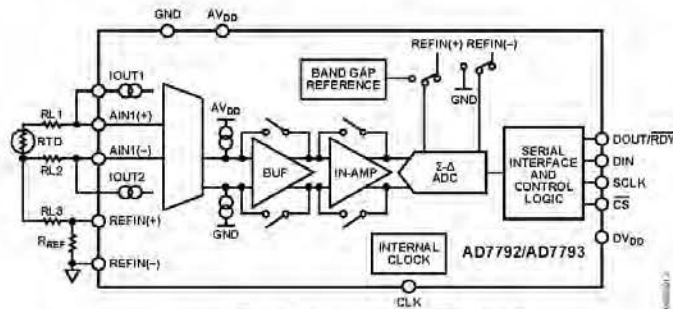 GND AVDD
IOUT1
REFIN(+) REFIN(–)
BAND GAP
REFERENCE
GND
RL1
AIN1(+)
AVDD
RTD
AIN1(–)
RL2
IOUT2
BUF
IN-AMP
Σ-Δ
ADC
SERIAL
INTERFACE
AND
CONTROL
LOGIC
DOUT/RDY
DIN
SCLK
CS
RL3
REFIN(+)
GND
RREF
REFIN(–)
INTERNAL
CLOCK
AD7792/AD7793
DVDD
CLK